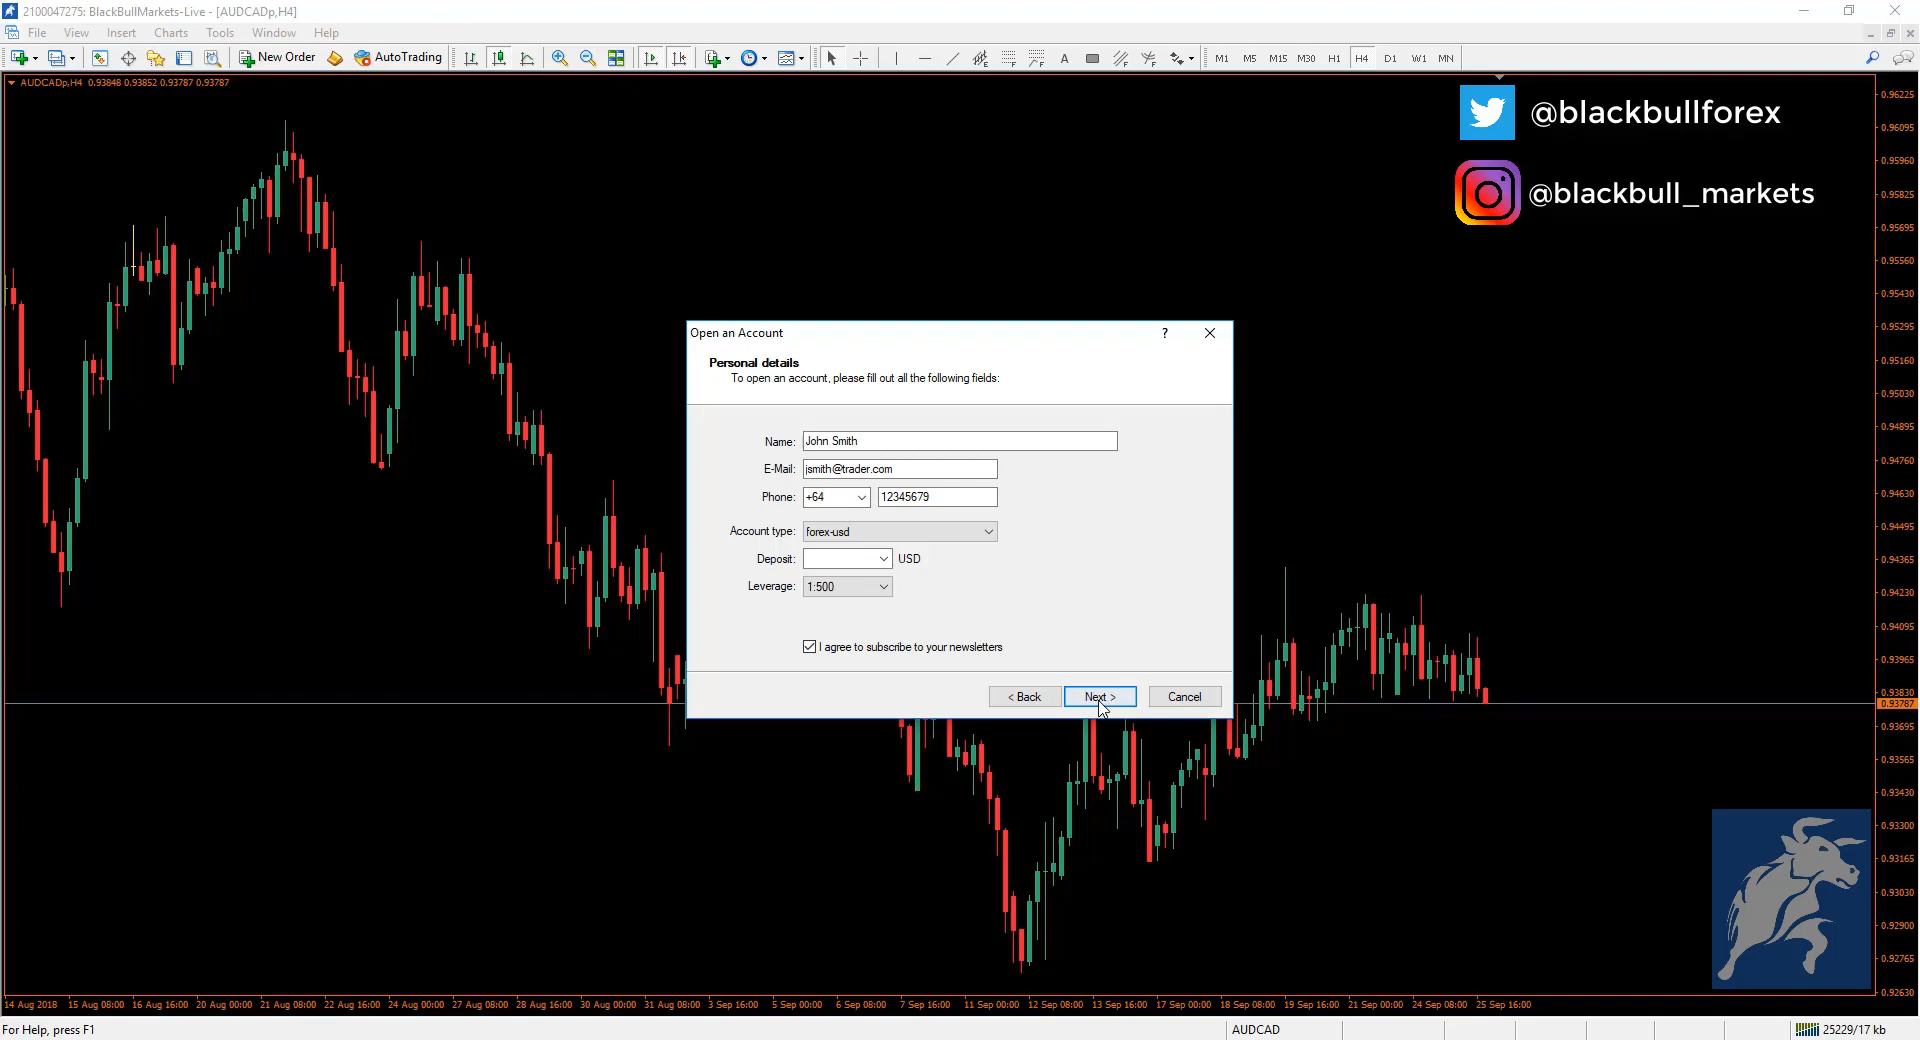 2100047275: BlackBullMarkets-Live - [AUDCADp,H4]
File View Insert Charts Tools Window Help
New Order AutoTrading A M1 M5 M15 M30 H1 H4 D1 W1 MN
AUDCADp,H4 0.93848 0.93852 0.93787 0.93787
@blackbullforex
@blackbull_markets
0.96225
0.96095
0.95960
0.95825
0.95695
0.95560
0.95430
0.95295
0.95160
0.95030
0.94895
0.94760
0.94630
0.94495
0.94365
0.94230
0.94095
0.93965
0.93830
0.93787
0.93695
0.93565
0.93430
0.93300
0.93165
0.93030
0.92900
0.92765
0.92630
Open an Account ?
Personal details
To open an account, please fill out all the following fields:
Name: John Smith
E-Mail: jsmith@trader.com
Phone: +64 12345679
Account type: forex-usd
Deposit: USD
Leverage: 1:500
I agree to subscribe to your newsletters
< Back Next > Cancel
14 Aug 2018 15 Aug 08:00 16 Aug 16:00 20 Aug 00:00 21 Aug 08:00 22 Aug 16:00 24 Aug 00:00 27 Aug 08:00 28 Aug 16:00 30 Aug 00:00 31 Aug 08:00 3 Sep 16:00 5 Sep 00:00 6 Sep 08:00 7 Sep 16:00 11 Sep 00:00 12 Sep 08:00 13 Sep 16:00 17 Sep 00:00 18 Sep 08:00 19 Sep 16:00 21 Sep 00:00 24 Sep 08:00 25 Sep 16:00
For Help, press F1 AUDCAD 25229/17 kb